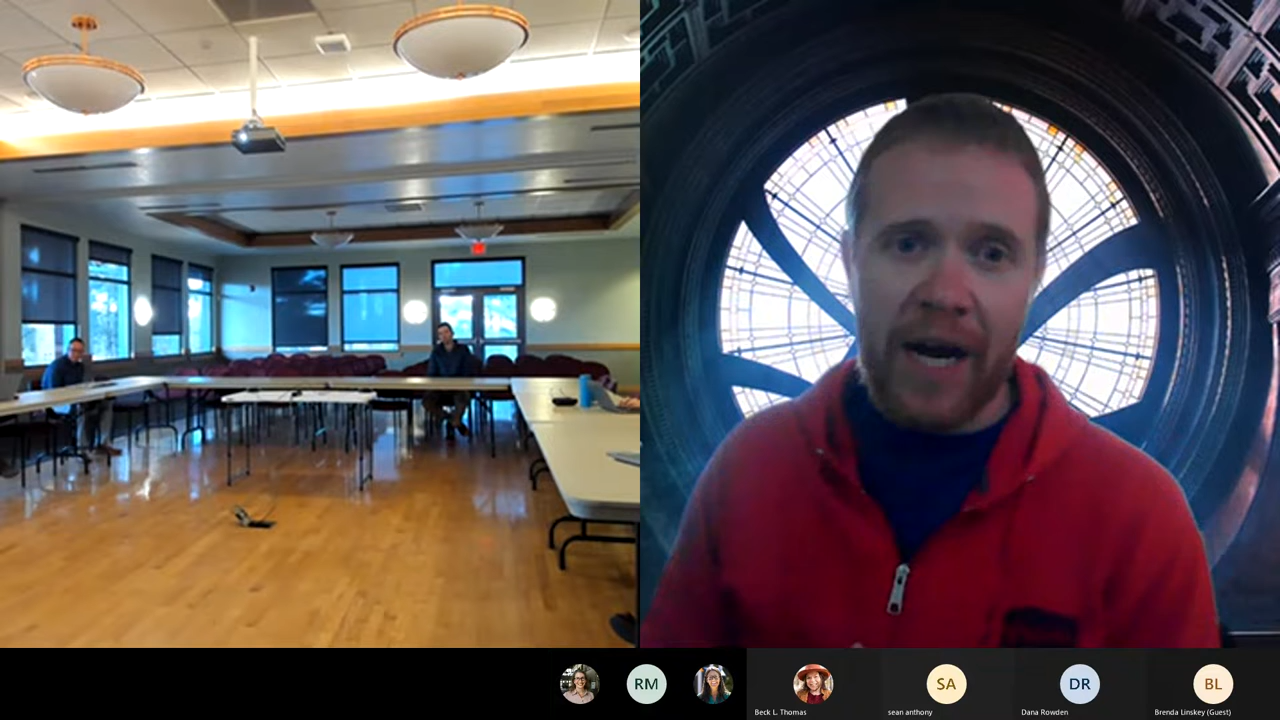 RM
SA
DR
BL
Beck L. Thomas
sean anthony
Dana Rowden
Brenda Linskey (Guest)